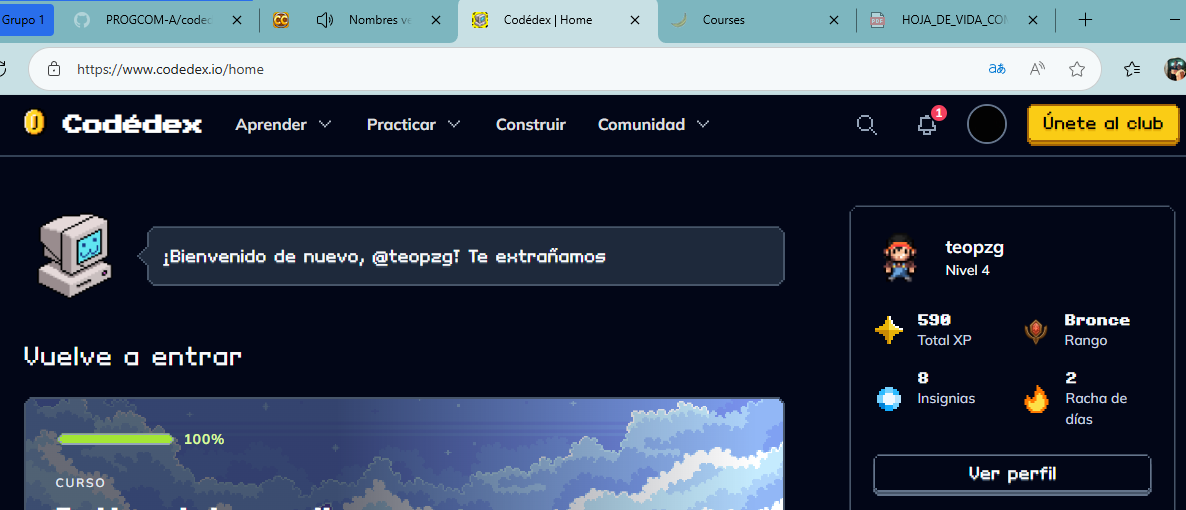 Grupo 1
PROGCOM-A/codec
Nombres ve
Codédex | Home
Courses
HOJA_DE_VIDA_CON
https://www.codedex.io/home
Codédex
Aprender
Practicar
Construir
Comunidad
1
Únete al club
¡Bienvenido de nuevo, @teopzg! Te extrañamos
teopzg
Nivel 4
590
Total XP
Bronce
Rango
8
Insignias
2
Racha de
días
Ver perfil
Vuelve a entrar
100%
CURSO